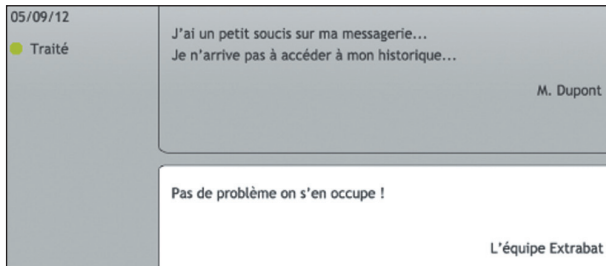 05/09/12
Traité
J'ai un petit soucis sur ma messagerie...
Je n'arrive pas à accéder à mon historique...
M. Dupont
Pas de problème on s'en occupe !
L'équipe Extrabat